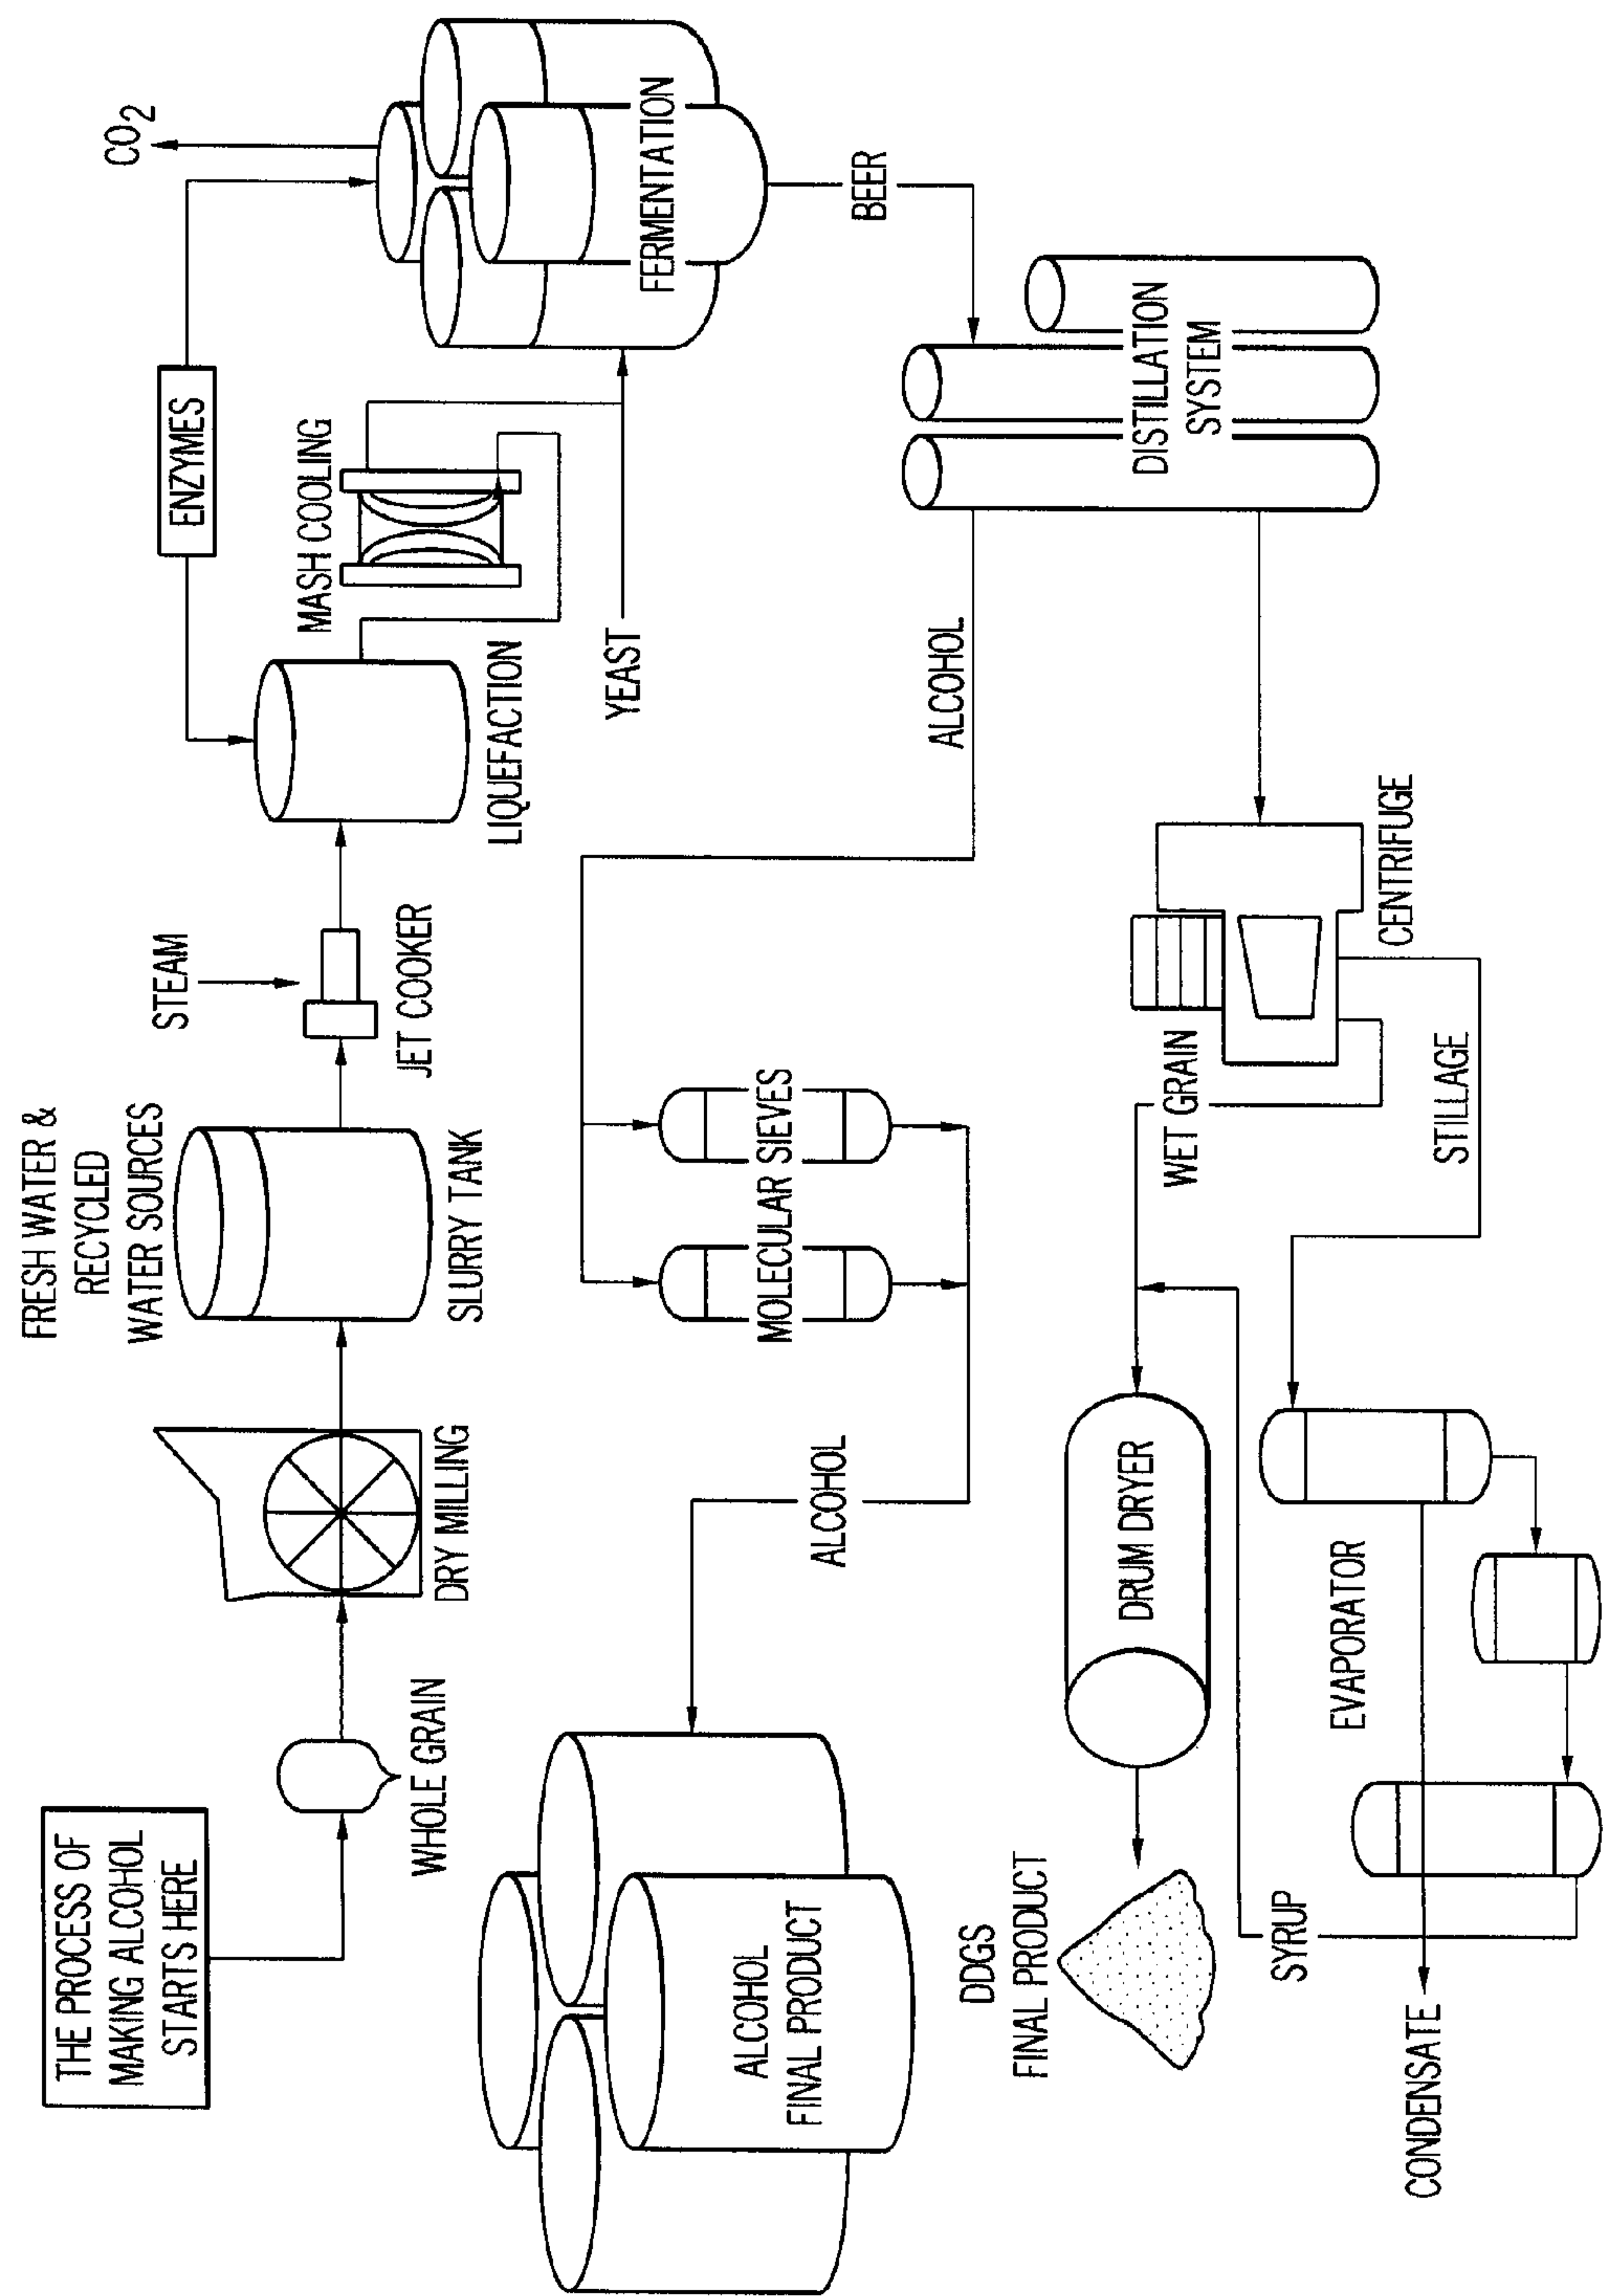 THE PROCESS OF
MAKING ALCOHOL
STARTS HERE
WHOLE GRAIN
DRY MILLING
FRESH WATER &
RECYCLED
WATER SOURCES
SLURRY TANK
STEAM
JET COOKER
LIQUEFACTION
ENZYMES
MASH COOLING
YEAST
CO2
FERMENTATION
BEER
DISTILLATION
SYSTEM
ALCOHOL
MOLECULAR SIEVES
ALCOHOL
ALCOHOL
FINAL PRODUCT
CENTRIFUGE
WET GRAIN
STILLAGE
DRUM DRYER
EVAPORATOR
DDGS
FINAL PRODUCT
SYRUP
CONDENSATE